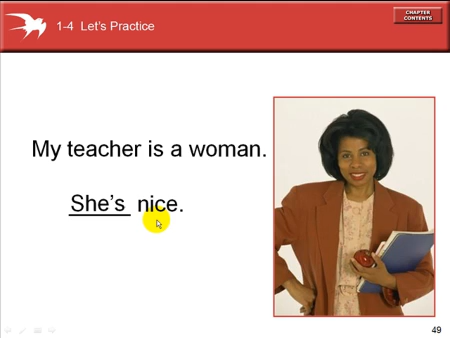 1-4 Let's Practice
CHAPTER
CONTENTS
My teacher is a woman.
She's nice.
49